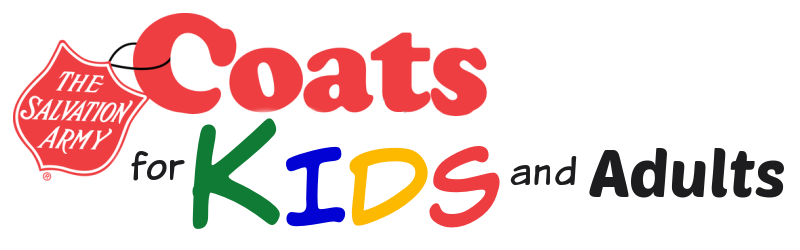 THE
SALVATION
ARMY
®
Coats
for KIDS and Adults